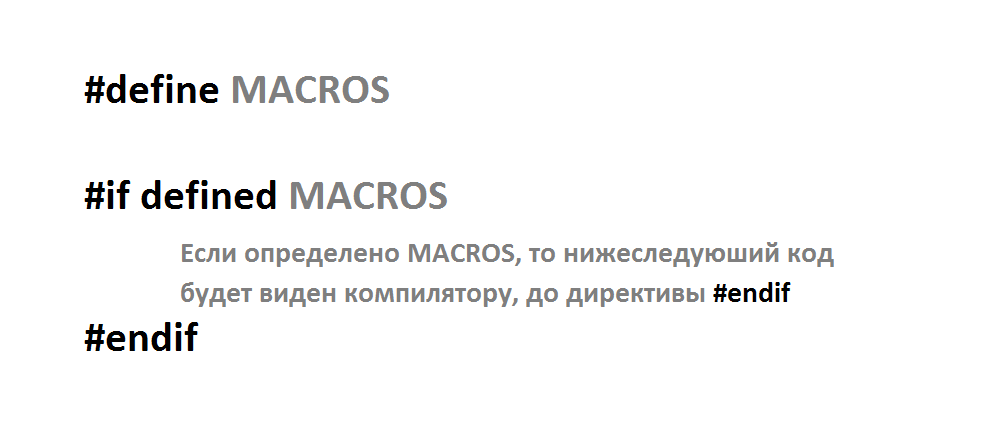 #define MACROS
#if defined MACROS
Если определено MACROS, то нижеследуюший код
будет виден компилятору, до директивы #endif
#endif